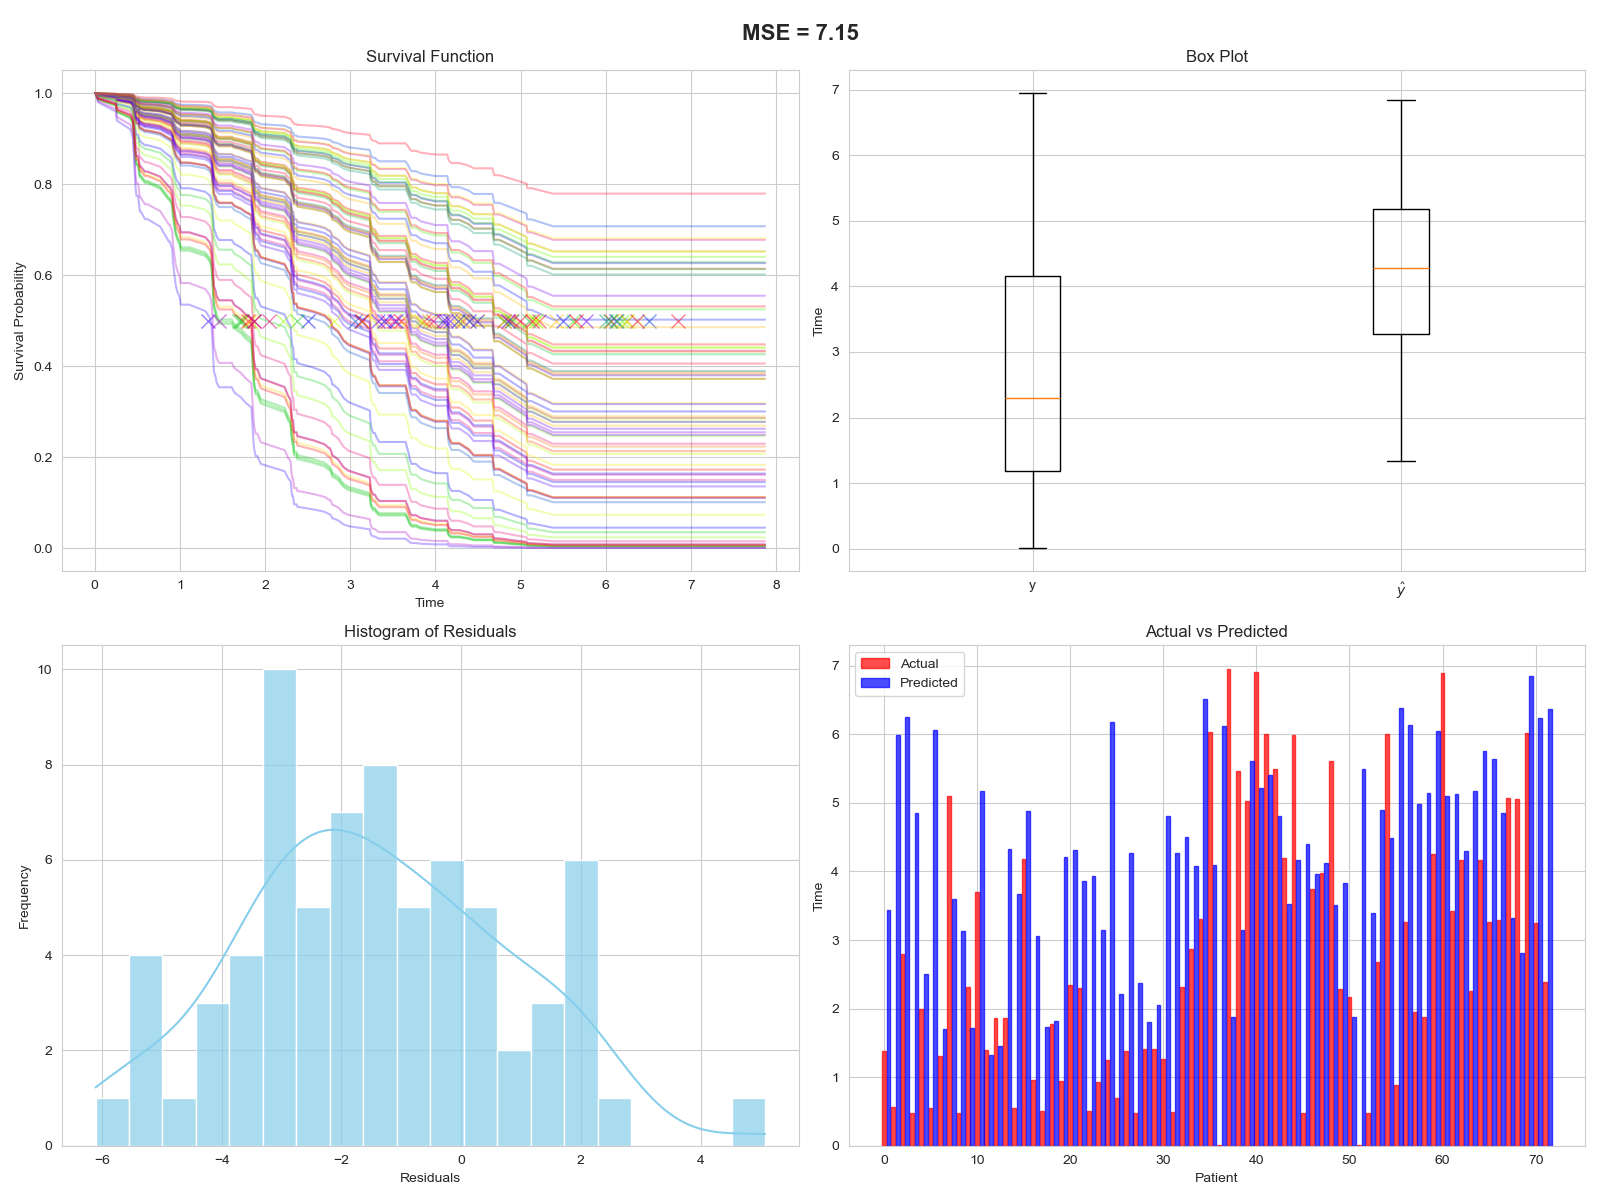 MSE = 7.15
Survival Function
1.0
0.8
0.6
0.4
0.2
0.0
Survival Probability
0 1 2 3 4 5 6 7 8
Time
Box Plot
7
6
5
4
3
2
1
0
Time
y ŷ
Histogram of Residuals
10
8
6
4
2
0
Frequency
−6 −4 −2 0 2 4
Residuals
Actual vs Predicted
Actual
Predicted
7
6
5
4
3
2
1
0
Time
0 10 20 30 40 50 60 70
Patient